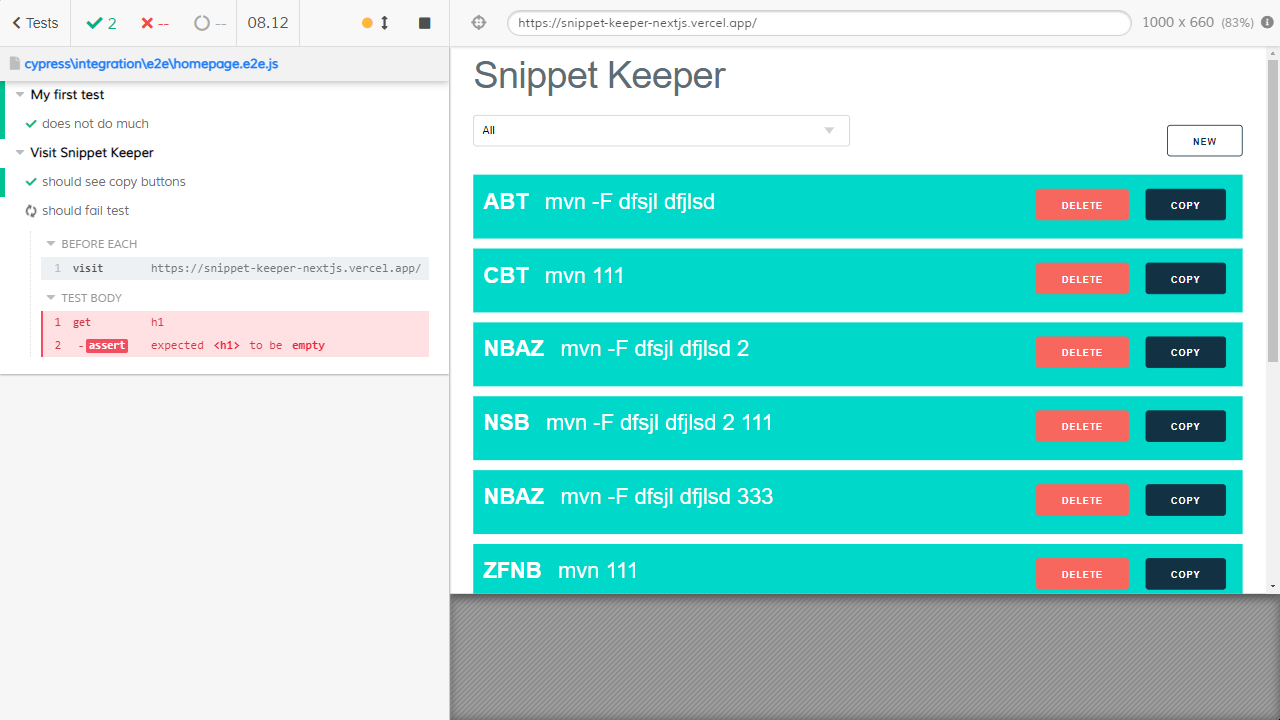 Tests 2 -- -- 08.12
cypress\integration\e2e\homepage.e2e.js
My first test
does not do much
Visit Snippet Keeper
should see copy buttons
should fail test
BEFORE EACH
1 visit https://snippet-keeper-nextjs.vercel.app/
TEST BODY
1 get h1
2 -assert expected <h1> to be empty
https://snippet-keeper-nextjs.vercel.app/ 1000 x 660 (83%)
Snippet Keeper
All
NEW
ABT mvn -F dfsjl dfjlsd DELETE COPY
CBT mvn 111 DELETE COPY
NBAZ mvn -F dfsjl dfjlsd 2 DELETE COPY
NSB mvn -F dfsjl dfjlsd 2 111 DELETE COPY
NBAZ mvn -F dfsjl dfjlsd 333 DELETE COPY
ZFNB mvn 111 DELETE COPY